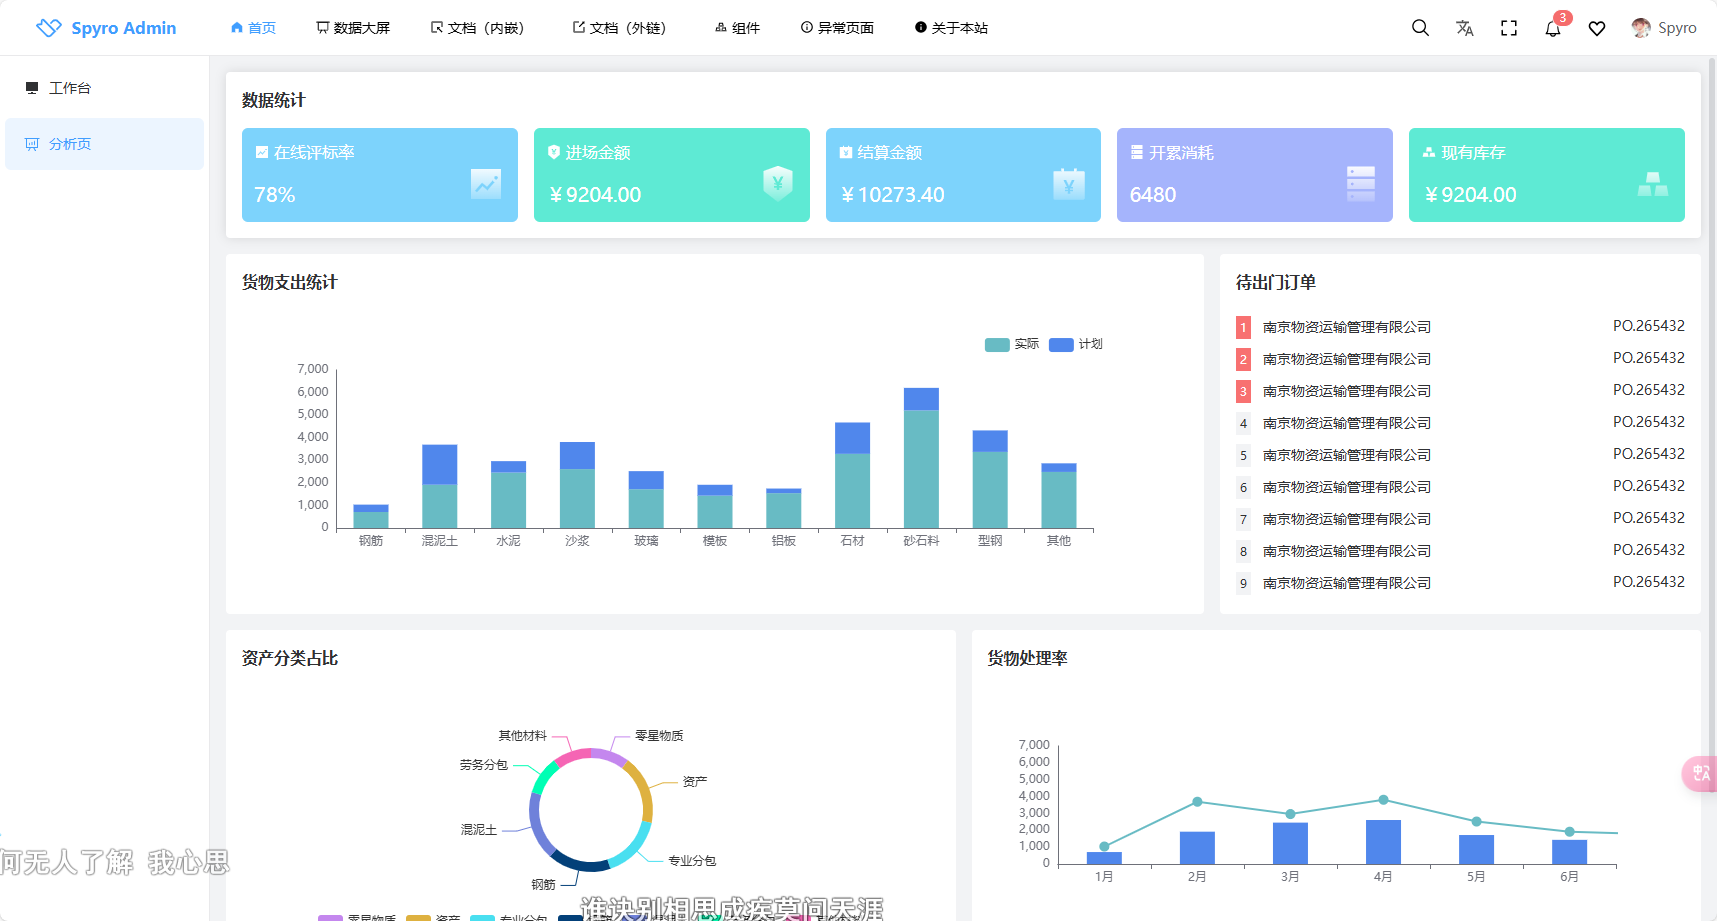 Spyro Admin
首页 数据大屏 文档（内嵌） 文档（外链） 组件 异常页面 关于本站
3
Spyro
工作台
分析页
数据统计
在线评标率
78%
进场金额
¥ 9204.00
结算金额
¥ 10273.40
开累消耗
6480
现有库存
¥ 9204.00
货物支出统计
实际 计划
7,000
6,000
5,000
4,000
3,000
2,000
1,000
0
钢筋 混泥土 水泥 沙浆 玻璃 模板 铝板 石材 砂石料 型钢 其他
待出门订单
1 南京物资运输管理有限公司 PO.265432
2 南京物资运输管理有限公司 PO.265432
3 南京物资运输管理有限公司 PO.265432
4 南京物资运输管理有限公司 PO.265432
5 南京物资运输管理有限公司 PO.265432
6 南京物资运输管理有限公司 PO.265432
7 南京物资运输管理有限公司 PO.265432
8 南京物资运输管理有限公司 PO.265432
9 南京物资运输管理有限公司 PO.265432
资产分类占比
其他材料 零星物质
劳务分包 资产
混泥土
专业分包
钢筋
零星物质 资产 专业分包
货物处理率
7,000
6,000
5,000
4,000
3,000
2,000
1,000
0
1月 2月 3月 4月 5月 6月
何无人了解 我心思
谁诀别相思成疾莫问天涯